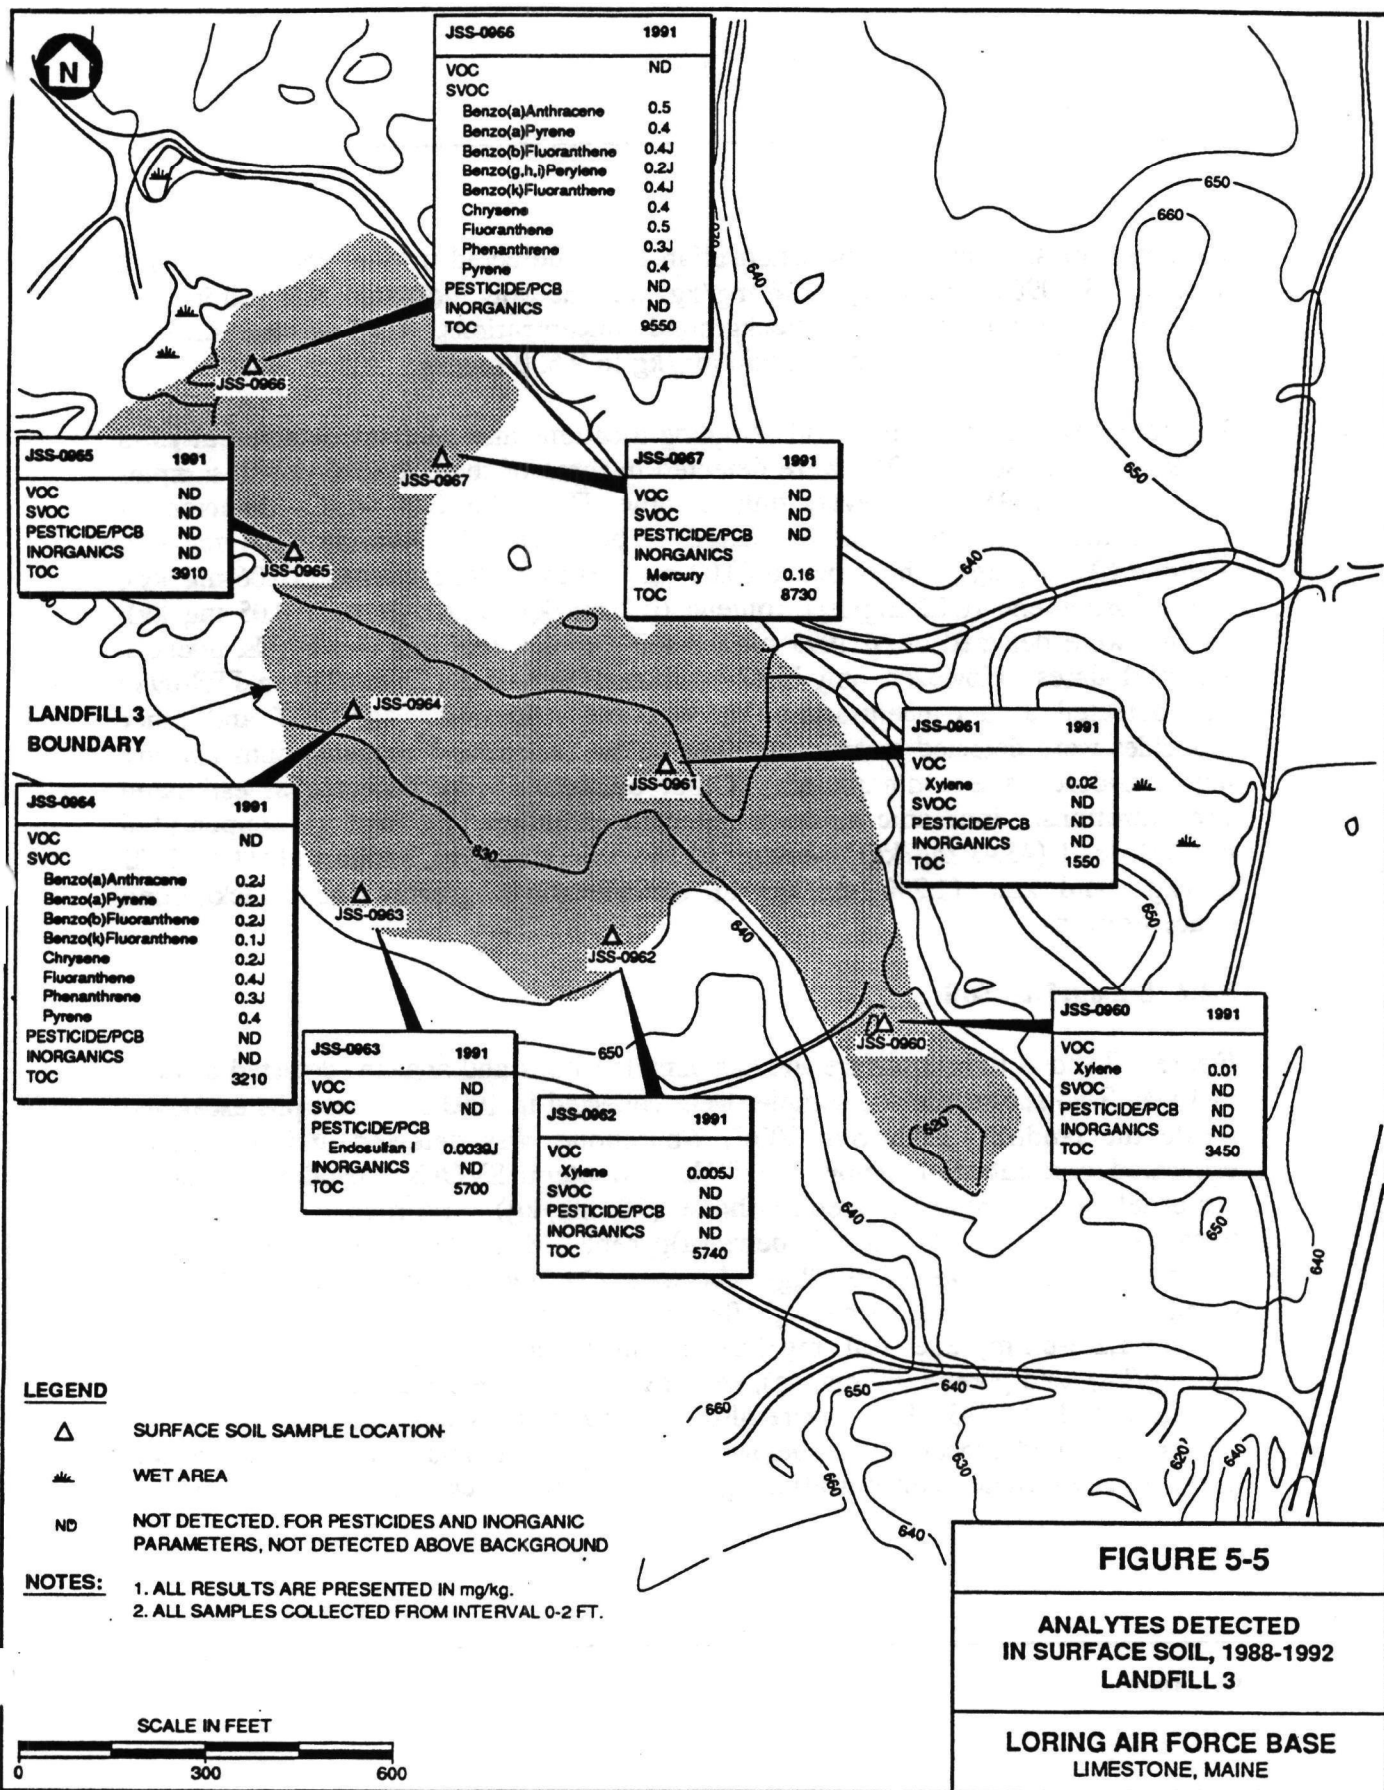 N
JSS-0966 1991
VOC ND
SVOC
Benzo(a)Anthracene 0.5
Benzo(a)Pyrene 0.4
Benzo(b)Fluoranthene 0.4J
Benzo(g,h,i)Perylene 0.2J
Benzo(k)Fluoranthene 0.4J
Chrysene 0.4
Fluoranthene 0.5
Phenanthrene 0.3J
Pyrene 0.4
PESTICIDE/PCB ND
INORGANICS ND
TOC 9550
650
660
640
JSS-0966
JSS-0965 1991
VOC ND
SVOC ND
PESTICIDE/PCB ND
INORGANICS ND
TOC 3910
JSS-0967
JSS-0967 1991
VOC ND
SVOC ND
PESTICIDE/PCB ND
INORGANICS
Mercury 0.16
TOC 8730
650
640
JSS-0965
LANDFILL 3
BOUNDARY
JSS-0964
JSS-0961
JSS-0961 1991
VOC
Xylene 0.02
SVOC ND
PESTICIDE/PCB ND
INORGANICS ND
TOC 1550
JSS-0964 1991
VOC ND
SVOC
Benzo(a)Anthracene 0.2J
Benzo(a)Pyrene 0.2J
Benzo(b)Fluoranthene 0.2J
Benzo(k)Fluoranthene 0.1J
Chrysene 0.2J
Fluoranthene 0.4J
Phenanthrene 0.3J
Pyrene 0.4
PESTICIDE/PCB ND
INORGANICS ND
TOC 3210
630
JSS-0963
JSS-0962
640
650
JSS-0960
JSS-0960 1991
VOC
Xylene 0.01
SVOC ND
PESTICIDE/PCB ND
INORGANICS ND
TOC 3450
JSS-0963 1991
VOC ND
SVOC ND
PESTICIDE/PCB
Endosulfan I 0.0039J
INORGANICS ND
TOC 5700
650
JSS-0962 1991
VOC
Xylene 0.005J
SVOC ND
PESTICIDE/PCB ND
INORGANICS ND
TOC 5740
620
640
650
640
LEGEND
SURFACE SOIL SAMPLE LOCATION
WET AREA
ND NOT DETECTED. FOR PESTICIDES AND INORGANIC
PARAMETERS, NOT DETECTED ABOVE BACKGROUND
NOTES: 1. ALL RESULTS ARE PRESENTED IN mg/kg.
2. ALL SAMPLES COLLECTED FROM INTERVAL 0-2 FT.
660
650
640
660
630
620
640
640
SCALE IN FEET
0 300 600
FIGURE 5-5
ANALYTES DETECTED
IN SURFACE SOIL, 1988-1992
LANDFILL 3
LORING AIR FORCE BASE
LIMESTONE, MAINE